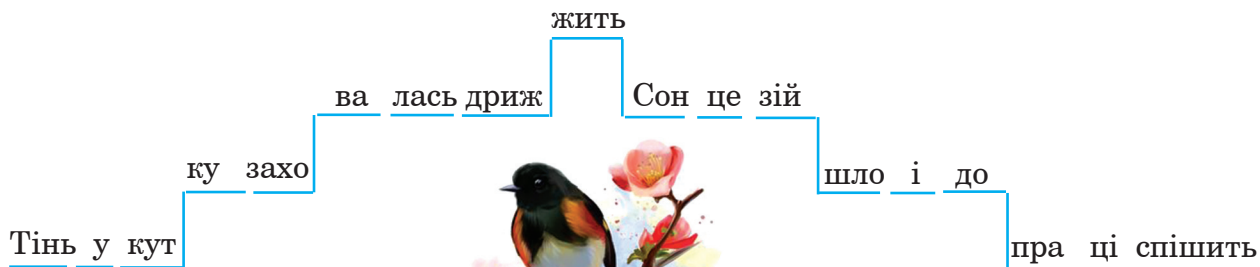 Тінь у кут
ку захо
ва лась дриж
жить
Сон це зій
шло і до
пра ці спішить